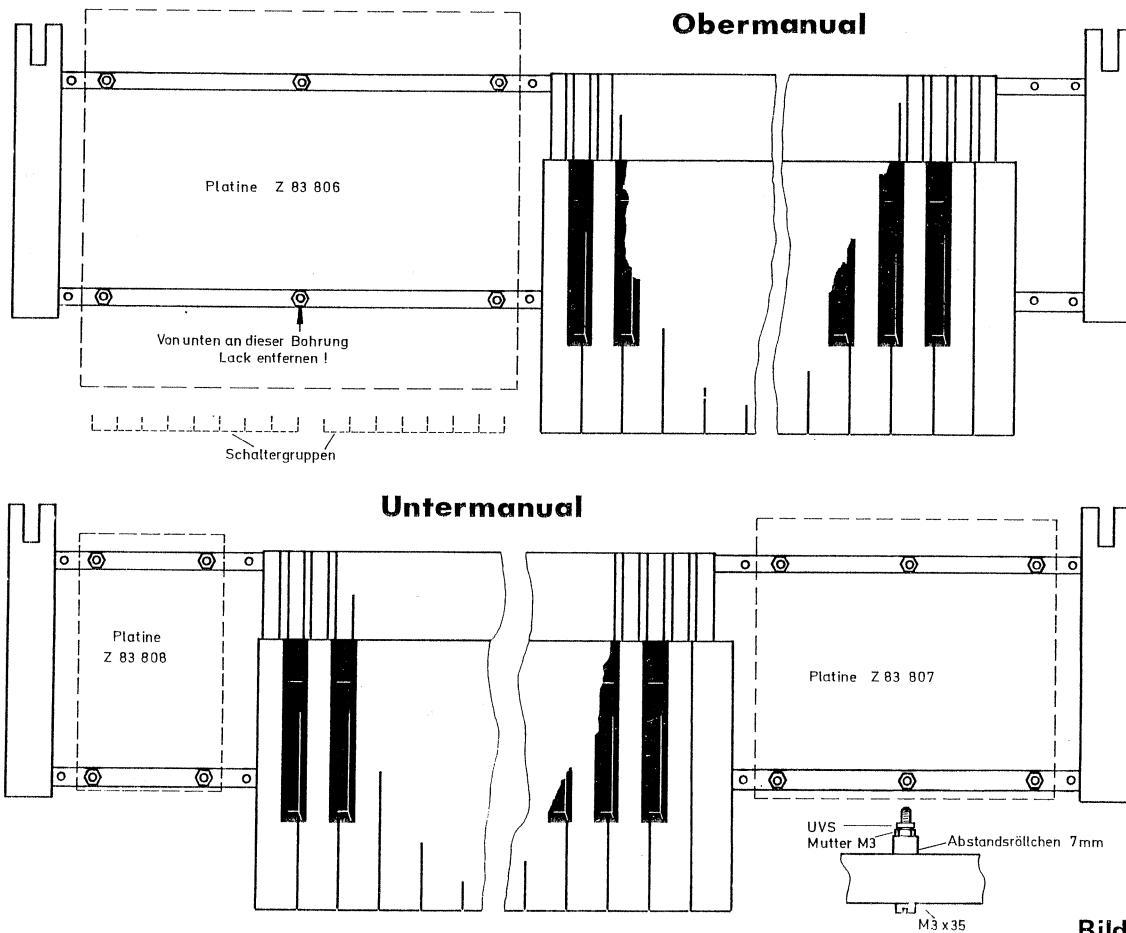 Obermanual
Platine Z 83 806
Von unten an dieser Bohrung
Lack entfernen !
Schaltergruppen
Untermanual
Platine
Z 83 808
Platine Z 83 807
UVS
Mutter M3
Abstandsröllchen 7mm
M3 x 35
Bild